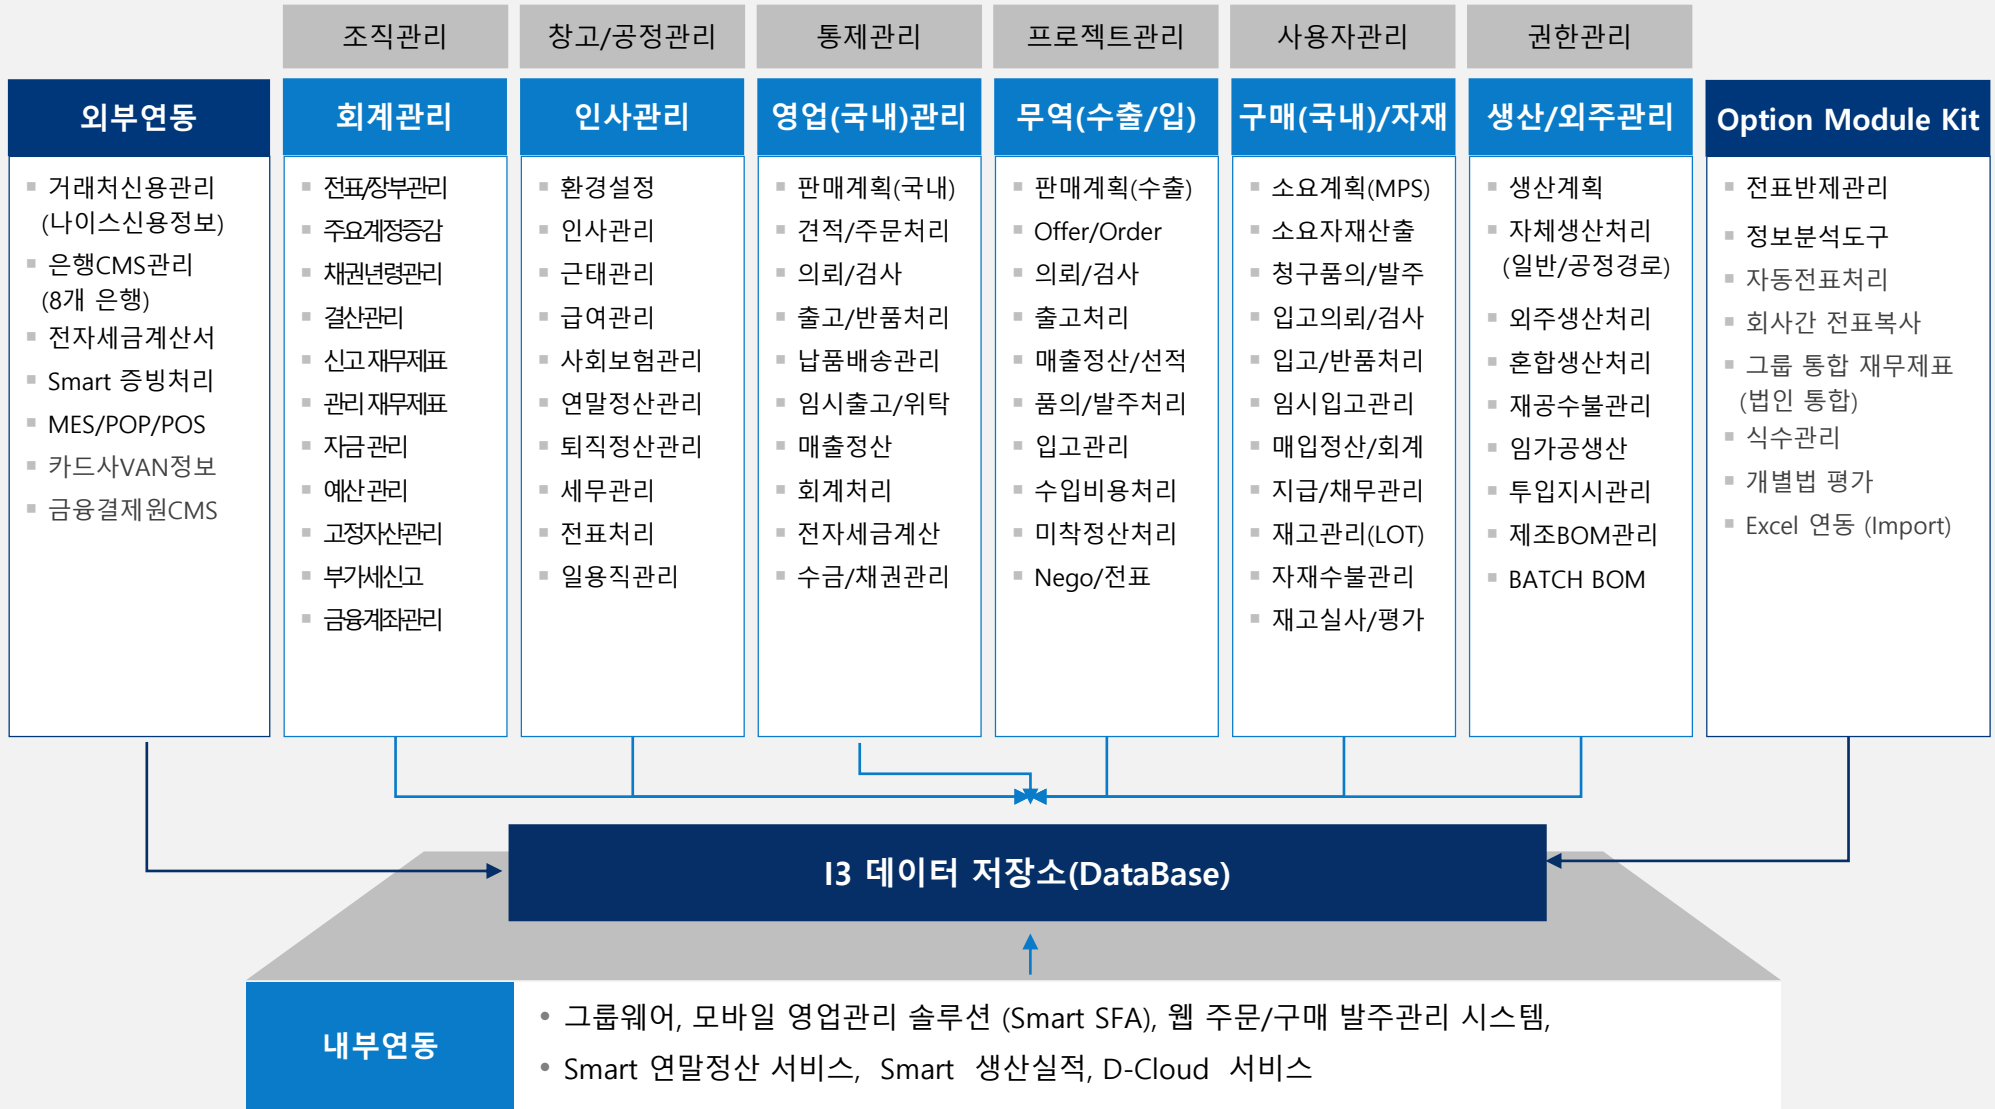 조직관리
창고/공정관리
통제관리
프로젝트관리
사용자관리
권한관리
외부연동
거래처신용관리
(나이스신용정보)
은행CMS관리
(8개 은행)
전자세금계산서
Smart 증빙처리
MES/POP/POS
카드사VAN정보
금융결제원CMS
회계관리
전표/장부관리
주요계정증감
채권년령관리
결산관리
신고 재무제표
관리 재무제표
자금 관리
예산 관리
고정자산관리
부가세신고
금융계좌관리
인사관리
환경설정
인사관리
근태관리
급여관리
사회보험관리
연말정산관리
퇴직정산관리
세무관리
전표처리
일용직관리
영업(국내)관리
판매계획(국내)
견적/주문처리
의뢰/검사
출고/반품처리
납품배송관리
임시출고/위탁
매출정산
회계처리
전자세금계산
수금/채권관리
무역(수출/입)
판매계획(수출)
Offer/Order
의뢰/검사
출고처리
매출정산/선적
품의/발주처리
입고관리
수입비용처리
미착정산처리
Nego/전표
구매(국내)/자재
소요계획(MPS)
소요자재산출
청구품의/발주
입고의뢰/검사
입고/반품처리
임시입고관리
매입정산/회계
지급/채무관리
재고관리(LOT)
자재수불관리
재고실사/평가
생산/외주관리
생산계획
자체생산처리
(일반/공정경로)
외주생산처리
혼합생산처리
재공수불관리
임가공생산
투입지시관리
제조BOM관리
BATCH BOM
Option Module Kit
전표반제관리
정보분석도구
자동전표처리
회사간 전표복사
그룹 통합 재무제표
(법인 통합)
식수관리
개별법 평가
Excel 연동 (Import)
I3 데이터 저장소(DataBase)
내부연동
그룹웨어, 모바일 영업관리 솔루션 (Smart SFA), 웹 주문/구매 발주관리 시스템,
Smart 연말정산 서비스, Smart 생산실적, D-Cloud 서비스